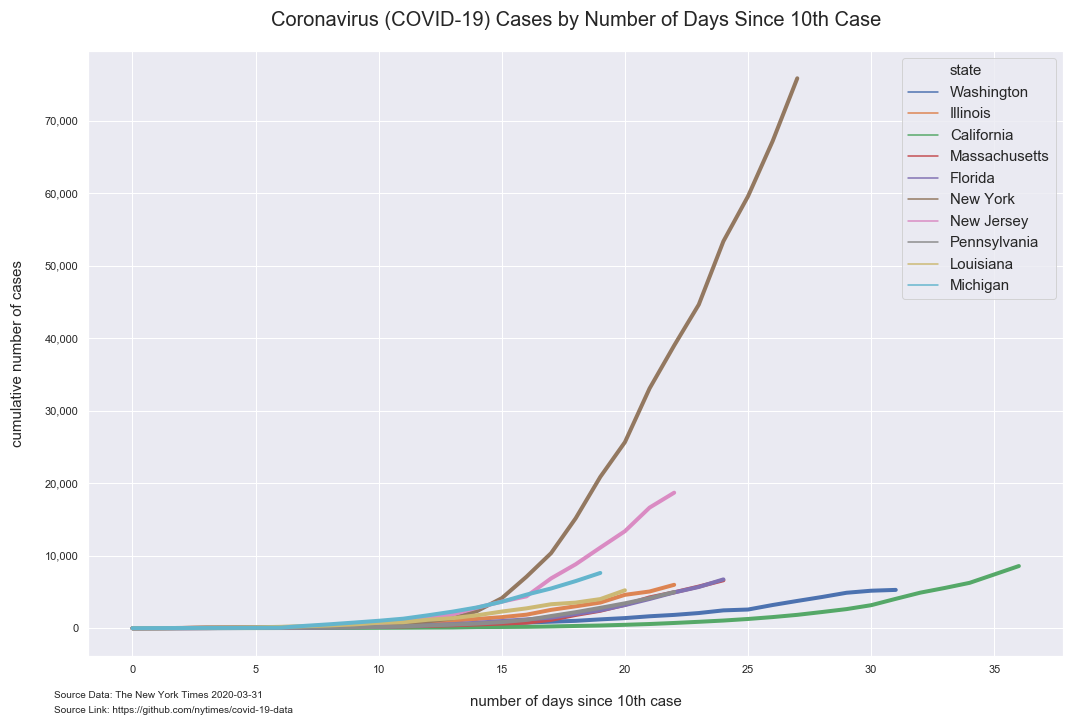 Coronavirus (COVID-19) Cases by Number of Days Since 10th Case
state
Washington
Illinois
California
Massachusetts
Florida
New York
New Jersey
Pennsylvania
Louisiana
Michigan
cumulative number of cases
70,000
60,000
50,000
40,000
30,000
20,000
10,000
0
0 5 10 15 20 25 30 35
number of days since 10th case
Source Data: The New York Times 2020-03-31
Source Link: https://github.com/nytimes/covid-19-data